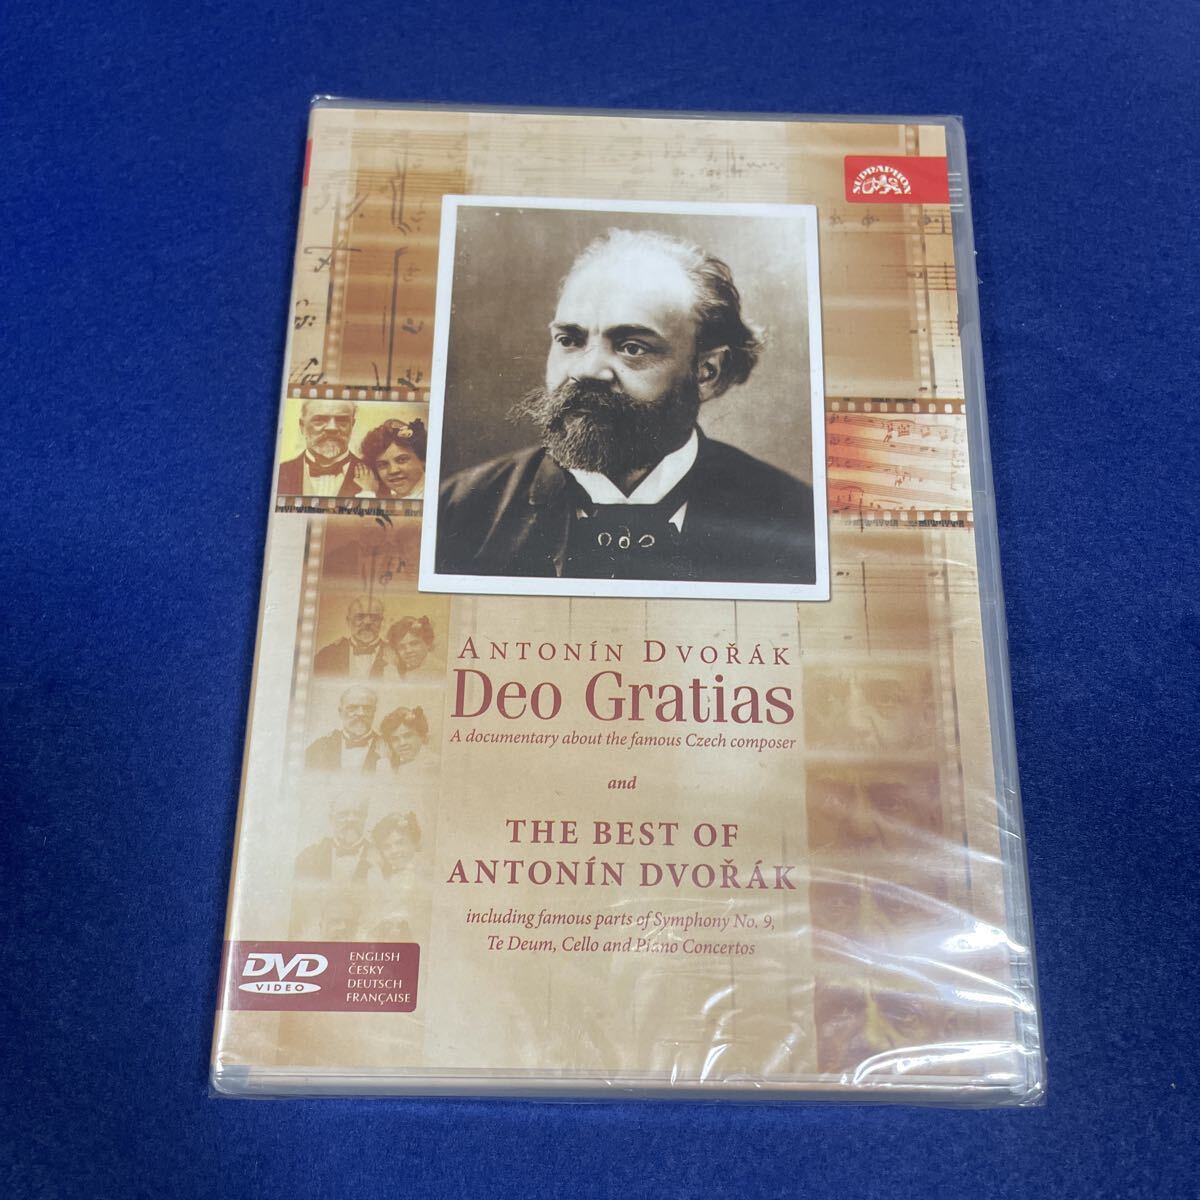 SUPRAPHON
ANTONÍN DVOŘÁK
Deo Gratias
A documentary about the famous Czech composer
and
THE BEST OF
ANTONÍN DVOŘÁK
including famous parts of Symphony No. 9,
Te Deum, Cello and Piano Concertos
DVD
VIDEO
ENGLISH
ČESKY
DEUTSCH
FRANÇAISE